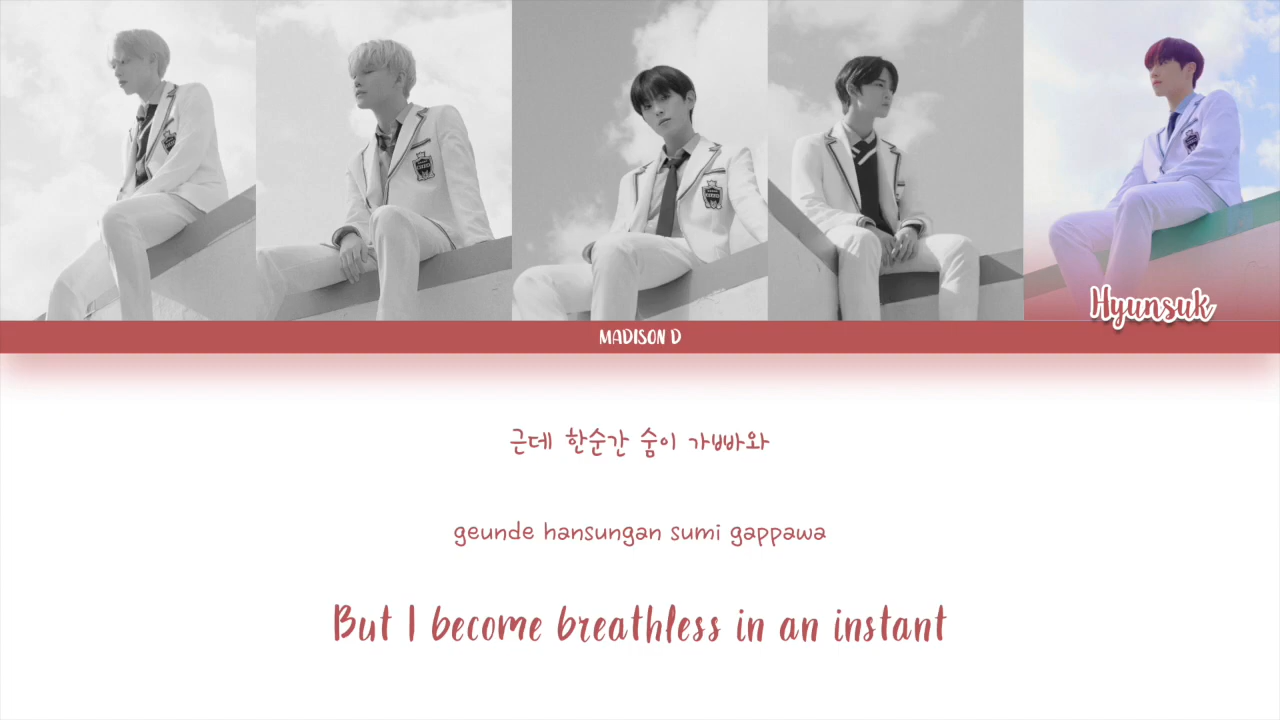 Hyunsuk
MADISON D
근데 한순간 숨이 가빠와
geunde hansungan sumi gappawa
But I become breathless in an instant